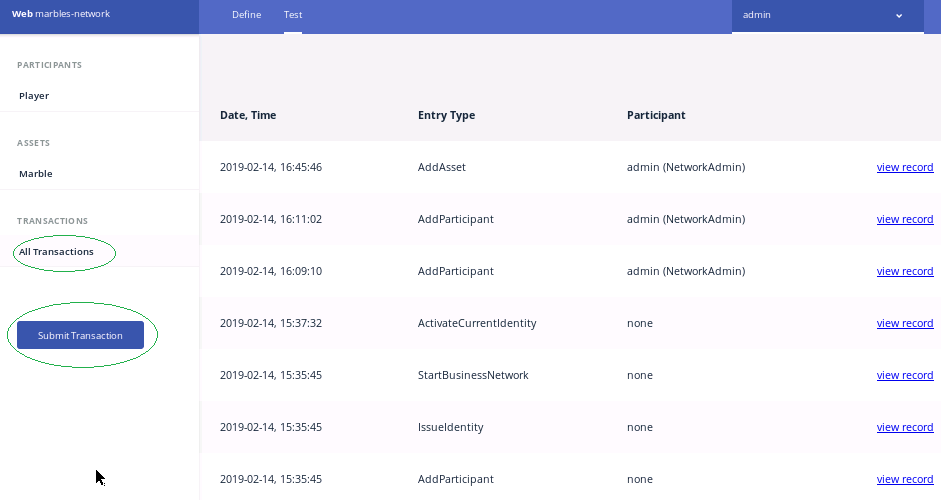 Web marbles-network
Define
Test
admin
PARTICIPANTS
Player
ASSETS
Marble
TRANSACTIONS
All Transactions
Submit Transaction
Date, Time Entry Type Participant
2019-02-14, 16:45:46 AddAsset admin (NetworkAdmin) view record
2019-02-14, 16:11:02 AddParticipant admin (NetworkAdmin) view record
2019-02-14, 16:09:10 AddParticipant admin (NetworkAdmin) view record
2019-02-14, 15:37:32 ActivateCurrentIdentity none view record
2019-02-14, 15:35:45 StartBusinessNetwork none view record
2019-02-14, 15:35:45 IssueIdentity none view record
2019-02-14, 15:35:45 AddParticipant none view record